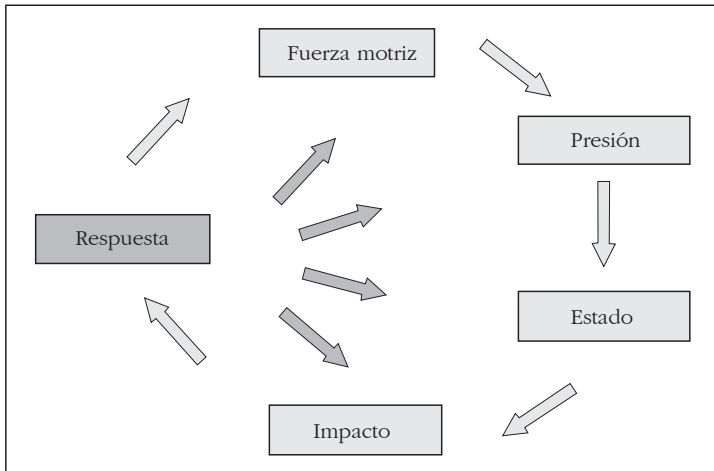 Fuerza motriz
Presión
Respuesta
Estado
Impacto